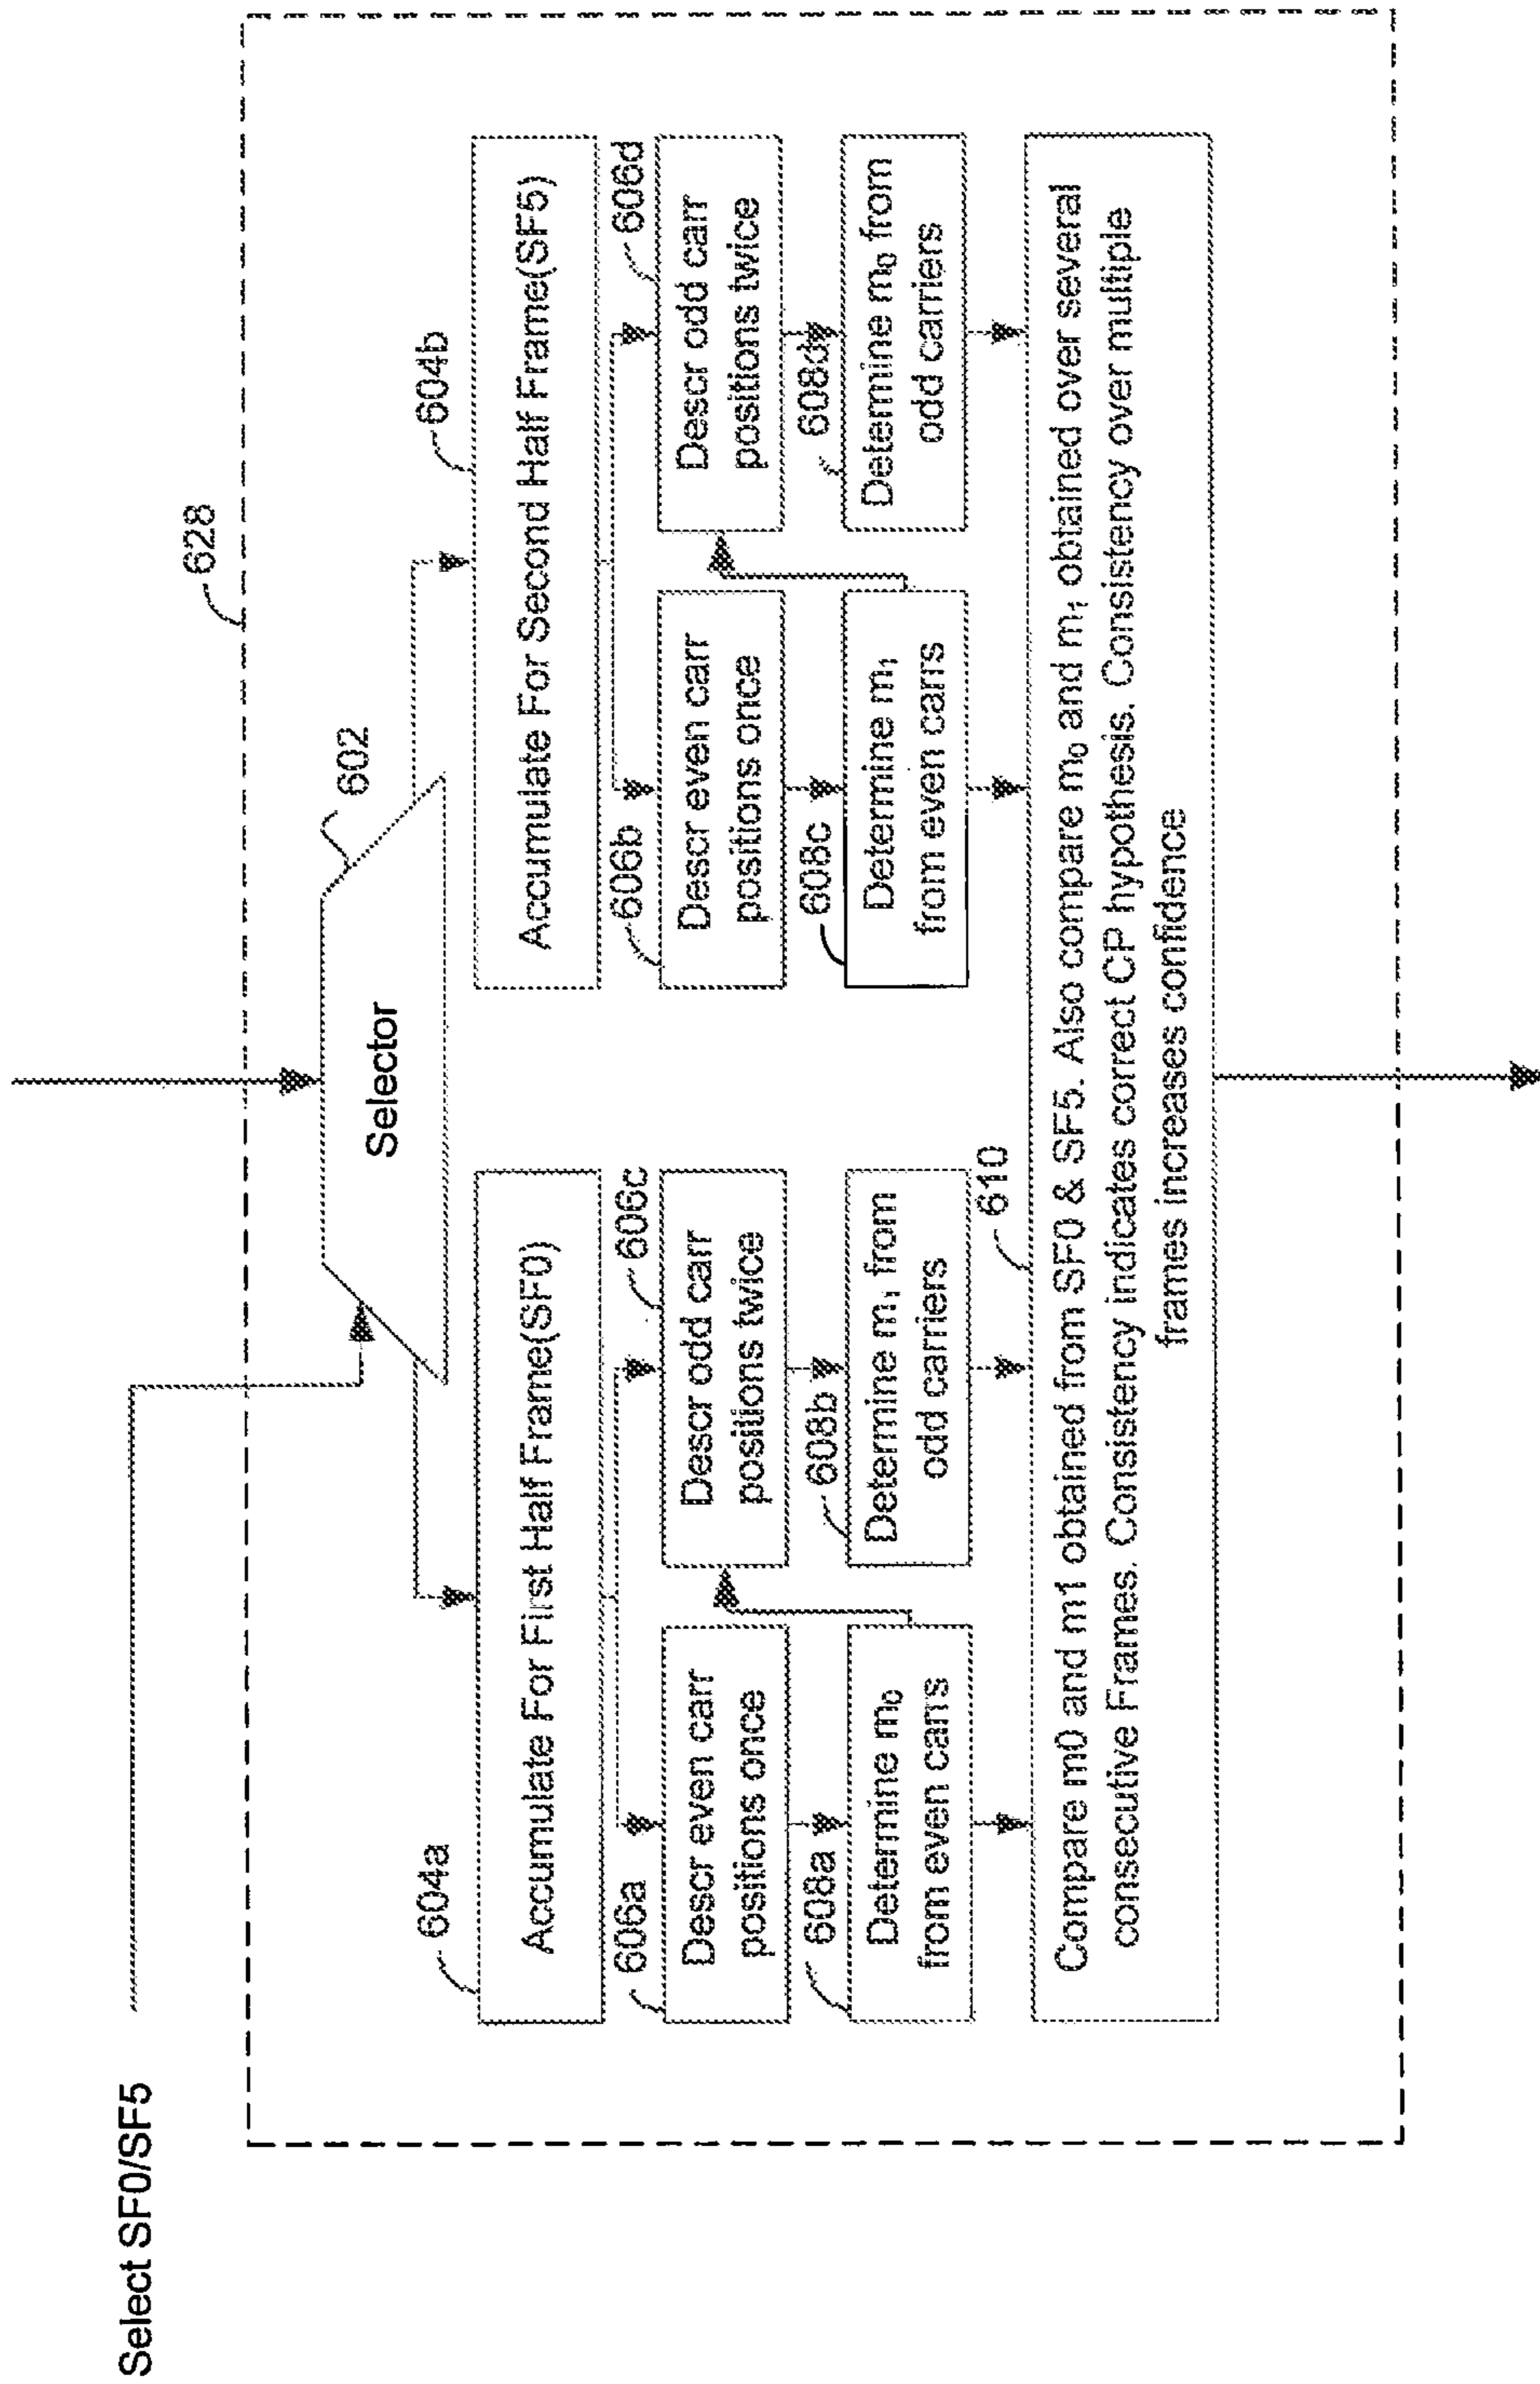 Select SF0/SF5
628
602
Selector
604a
Accumulate For First Half Frame(SF0)
604b
Accumulate For Second Half Frame(SF5)
606a
Descr even carr
positions once
606c
Descr odd carr
positions twice
606b
Descr even carr
positions once
606d
Descr odd carr
positions twice
608a
Determine m₀
from even carrs
608b
Determine m₁ from
odd carriers
608c
Determine m₁
from even carrs
608d
Determine m₀ from
odd carriers
610
Compare m0 and m1 obtained from SF0 & SF5. Also compare m₀ and m₁ obtained over several
consecutive Frames. Consistency indicates correct CP hypothesis. Consistency over multiple
frames increases confidence